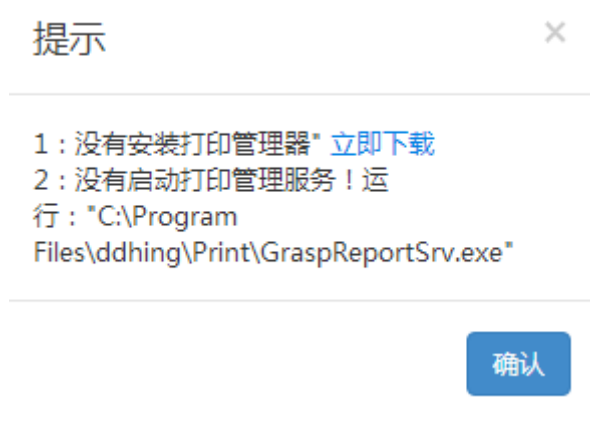 提示
×
1：没有安装打印管理器" 立即下载
2：没有启动打印管理服务！运
行："C:\Program
Files\ddhing\Print\GraspReportSrv.exe"
确认